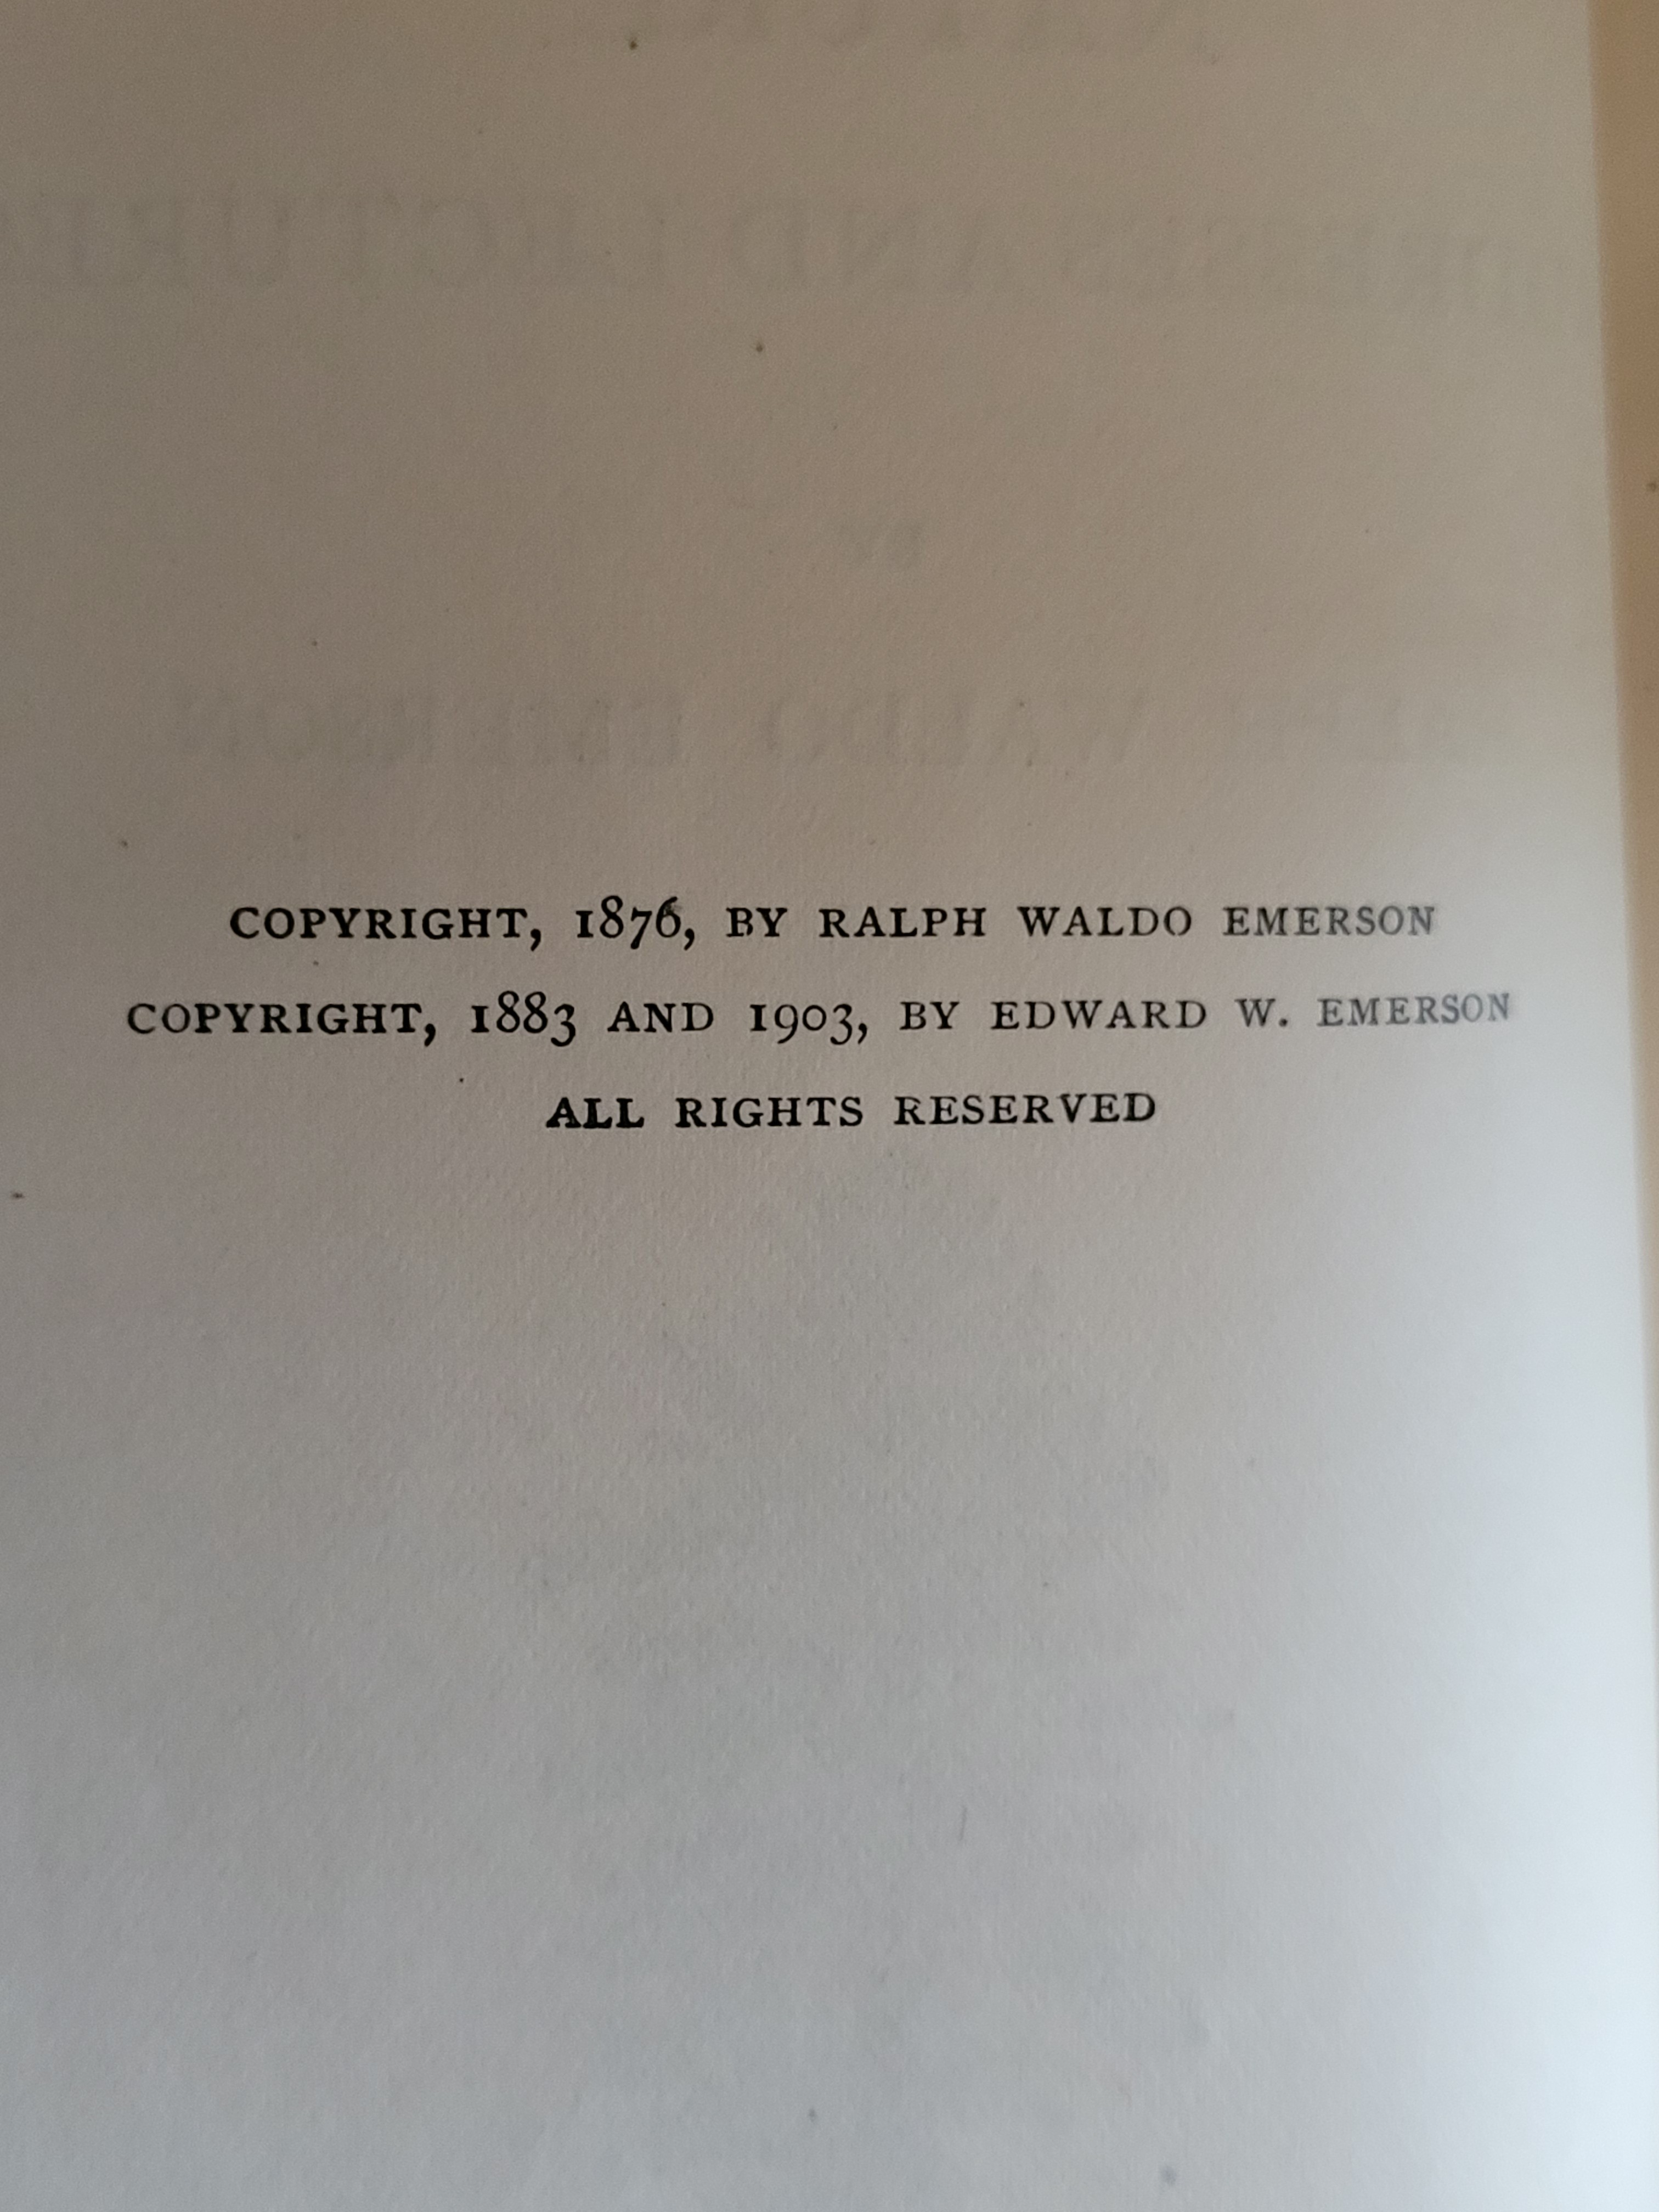 COPYRIGHT, 1876, BY RALPH WALDO EMERSON
COPYRIGHT, 1883 AND 1903, BY EDWARD W. EMERSON
ALL RIGHTS RESERVED